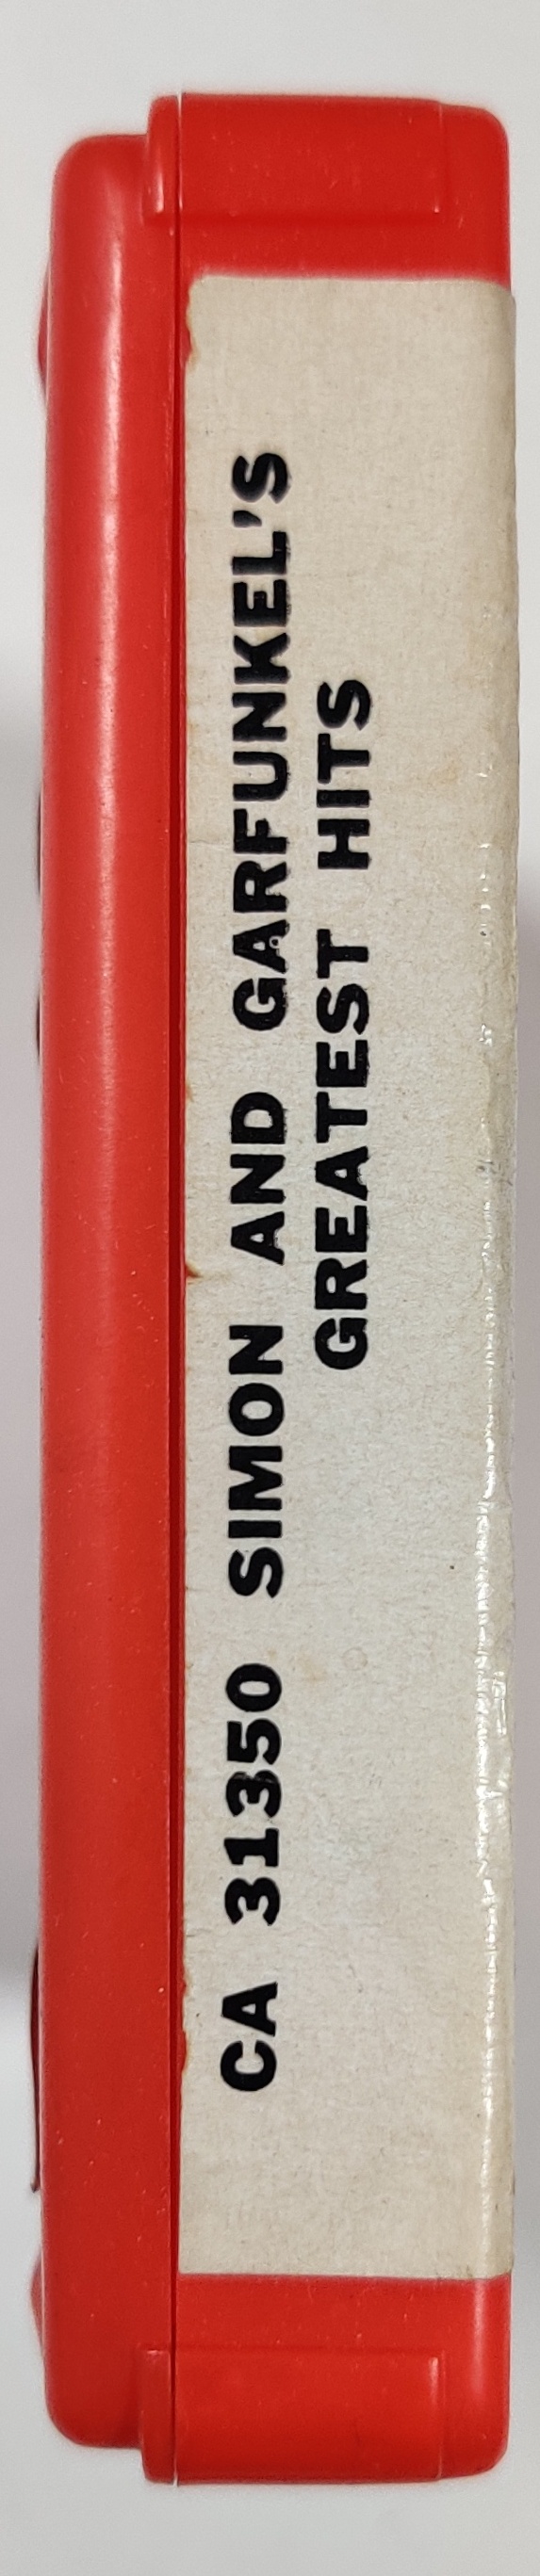 CA 31350 SIMON AND GARFUNKEL'S
GREATEST HITS